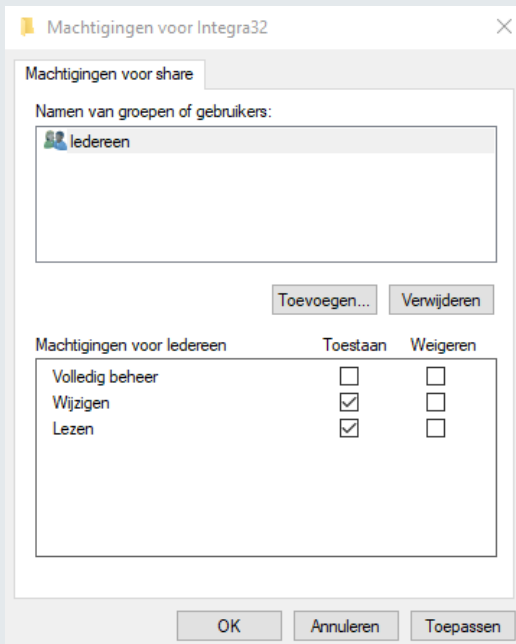 Machtigingen voor Integra32
Machtigingen voor share
Namen van groepen of gebruikers:
Iedereen
Toevoegen... Verwijderen
Machtigingen voor Iedereen Toestaan Weigeren
Volledig beheer
Wijzigen
Lezen
OK Annuleren Toepassen